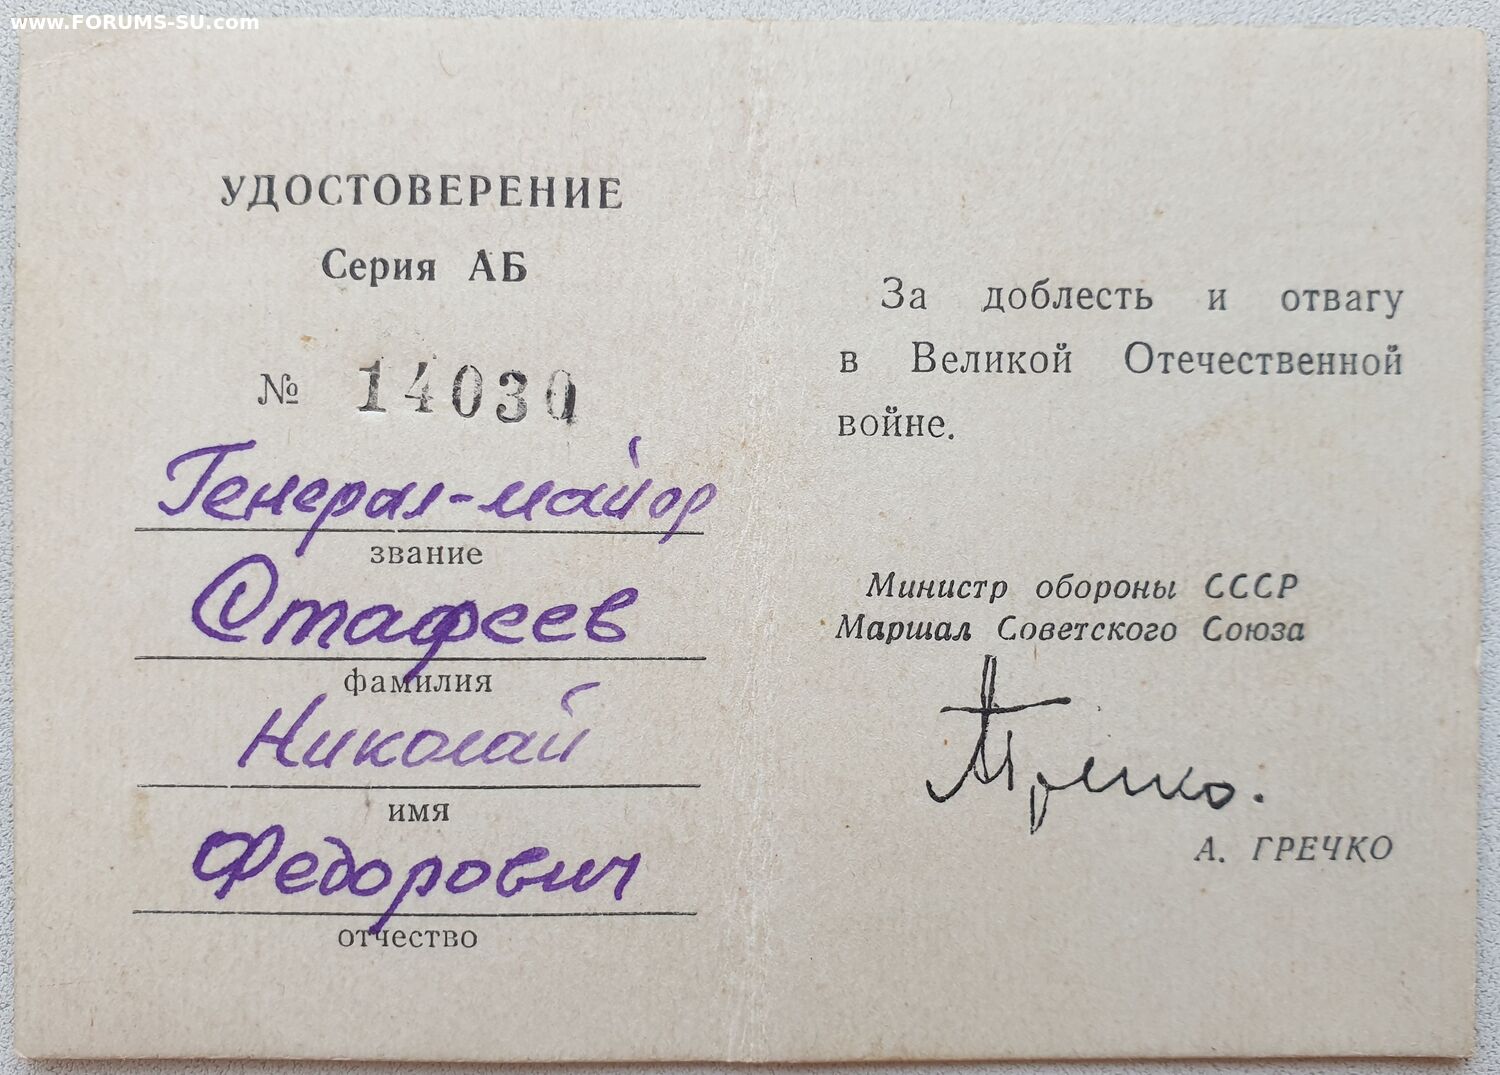 www.FORUMS-SU.com
УДОСТОВЕРЕНИЕ
Серия АБ
№ 14030
Генерал-майор
звание
Стафеев
фамилия
Николай
имя
Федорович
отчество
За доблесть и отвагу
в Великой Отечественной
войне.
Министр обороны СССР
Маршал Советского Союза
АГречко.
А. ГРЕЧКО